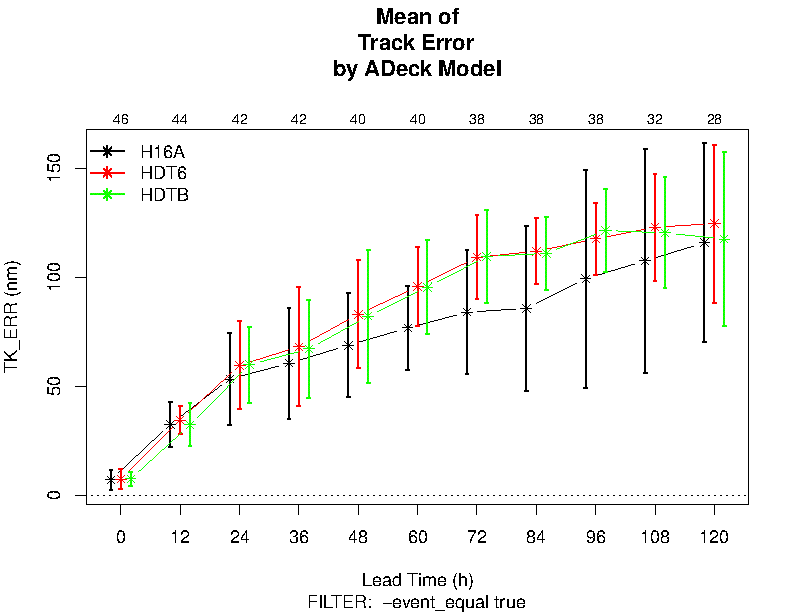 Mean of
Track Error
by ADeck Model
46 44 42 42 40 40 38 38 38 32 28
H16A
HDT6
HDTB
TK_ERR (nm)
150
100
50
0
0 12 24 36 48 60 72 84 96 108 120
Lead Time (h)
FILTER: −event_equal true